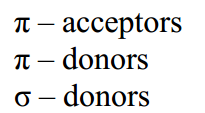 π – acceptors
π – donors
σ – donors